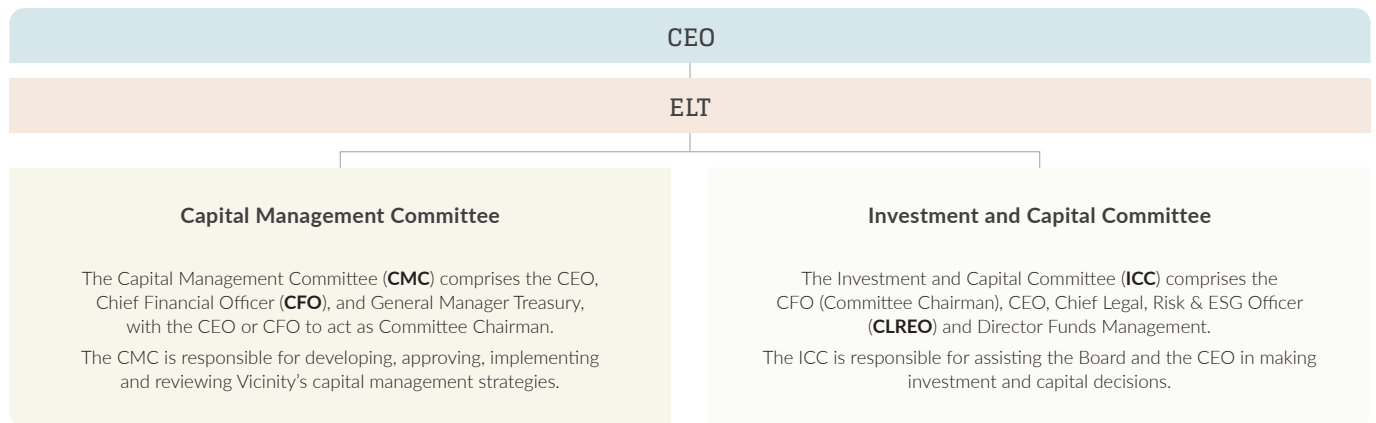 CEO
ELT
Capital Management Committee
The Capital Management Committee (CMC) comprises the CEO,
Chief Financial Officer (CFO), and General Manager Treasury,
with the CEO or CFO to act as Committee Chairman.
The CMC is responsible for developing, approving, implementing
and reviewing Vicinity’s capital management strategies.
Investment and Capital Committee
The Investment and Capital Committee (ICC) comprises the
CFO (Committee Chairman), CEO, Chief Legal, Risk & ESG Officer
(CLREO) and Director Funds Management.
The ICC is responsible for assisting the Board and the CEO in making
investment and capital decisions.